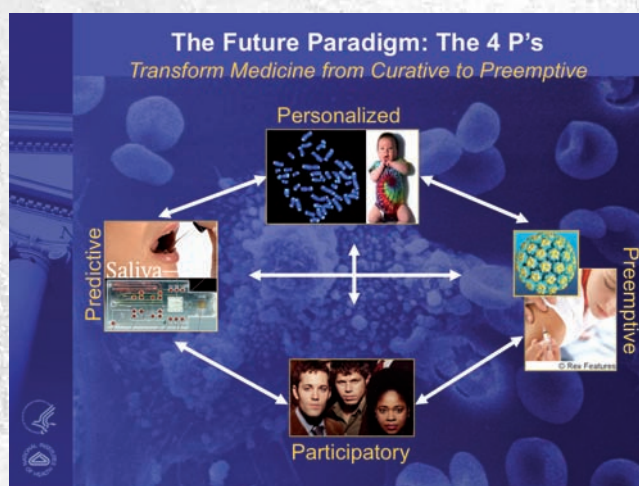 The Future Paradigm: The 4 P's
Transform Medicine from Curative to Preemptive
Personalized
Predictive
Saliva
Preemptive
© Rex Features
Participatory